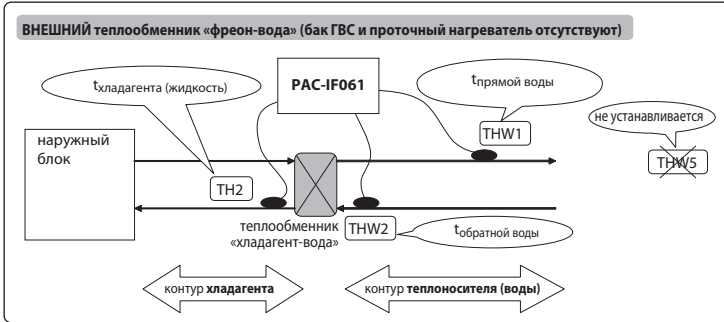 ВНЕШНИЙ теплообменник «фреон-вода» (бак ГВС и проточный нагреватель отсутствуют)
tхладагента (жидкость)
PAC-IF061
tпрямой воды
не устанавливается
наружный
блок
THW1
THW5
TH2
теплообменник
«хладагент-вода»
THW2
tобратной воды
контур хладагента
контур теплоносителя (воды)